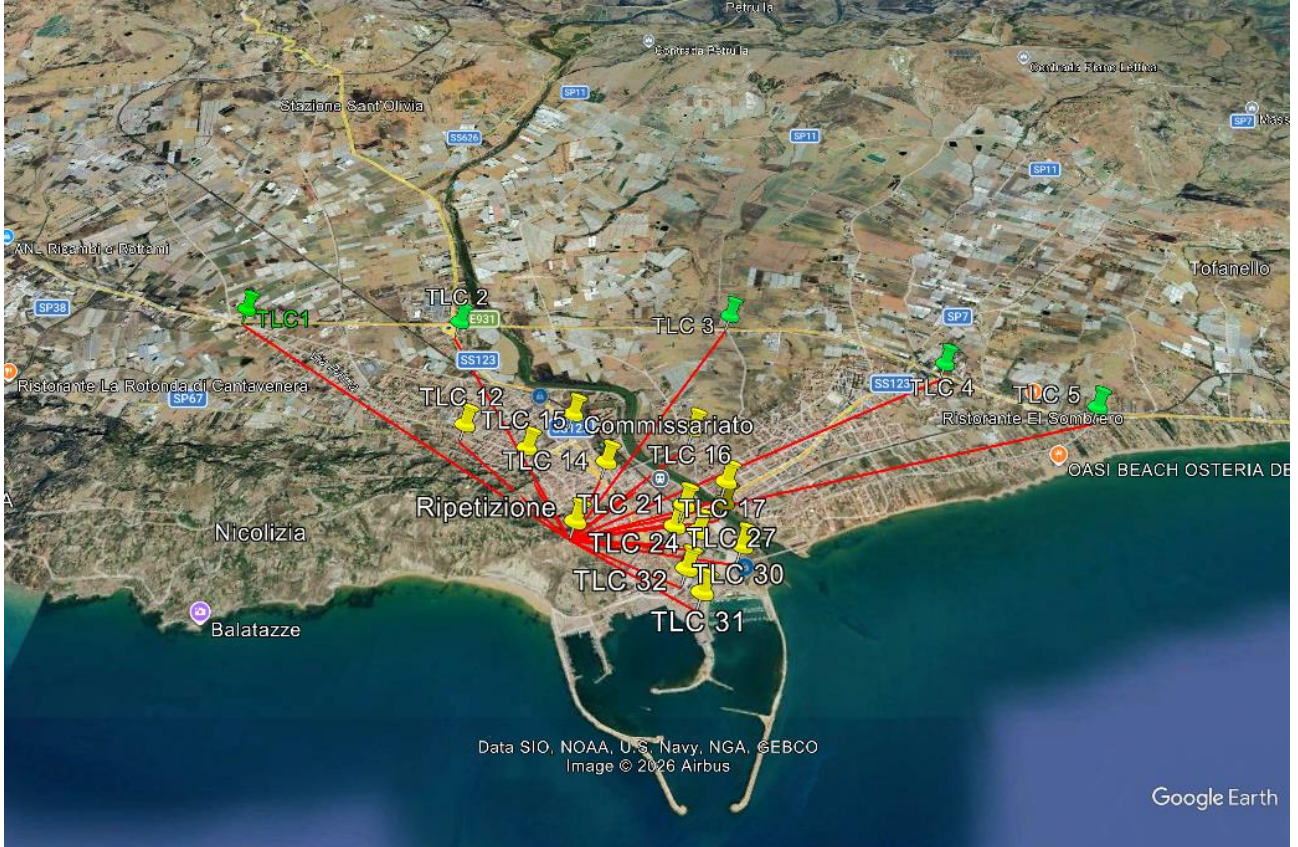 Petrulla
Contrada Petrulla
Contrada Piano Lettica
SP11
Stazione Sant'Olivia
SP7
SS626
SP11
SP11
Tofanello
ANL Ricambi e Rottami
SP38
TLC 2
TLC1
E931
TLC 3
SP7
SS123
Ristorante La Rotonda di Cantavenera
SP67
TLC 12
SS123
TLC 4
TLC 5
Ristorante El Sombrero
TLC 15
Commissariato
TLC 14
TLC 16
OASI BEACH OSTERIA DE
Ripetizione
TLC 21
TLC 17
Nicolizia
TLC 24
TLC 27
TLC 32
TLC 30
TLC 31
Balatazze
Data SIO, NOAA, U.S. Navy, NGA, GEBCO
Image © 2026 Airbus
Google Earth